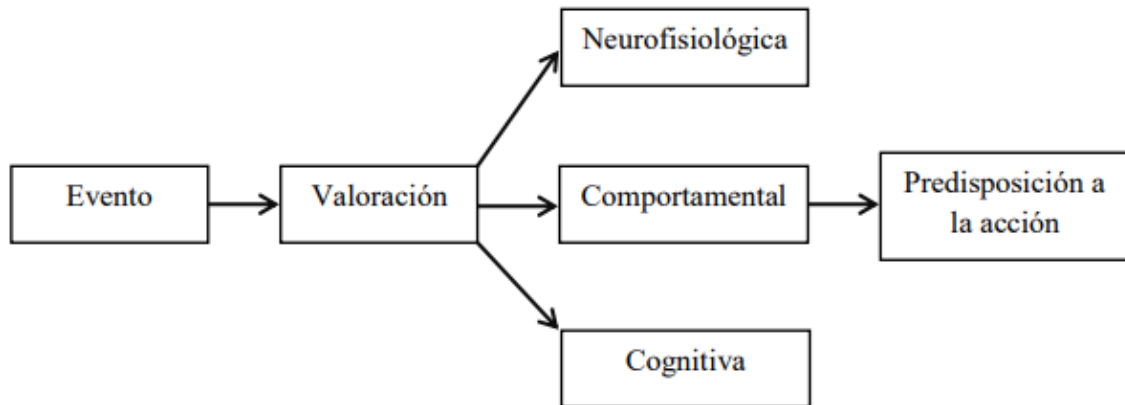 Neurofisiológica
Evento
Valoración
Comportamental
Predisposición a
la acción
Cognitiva